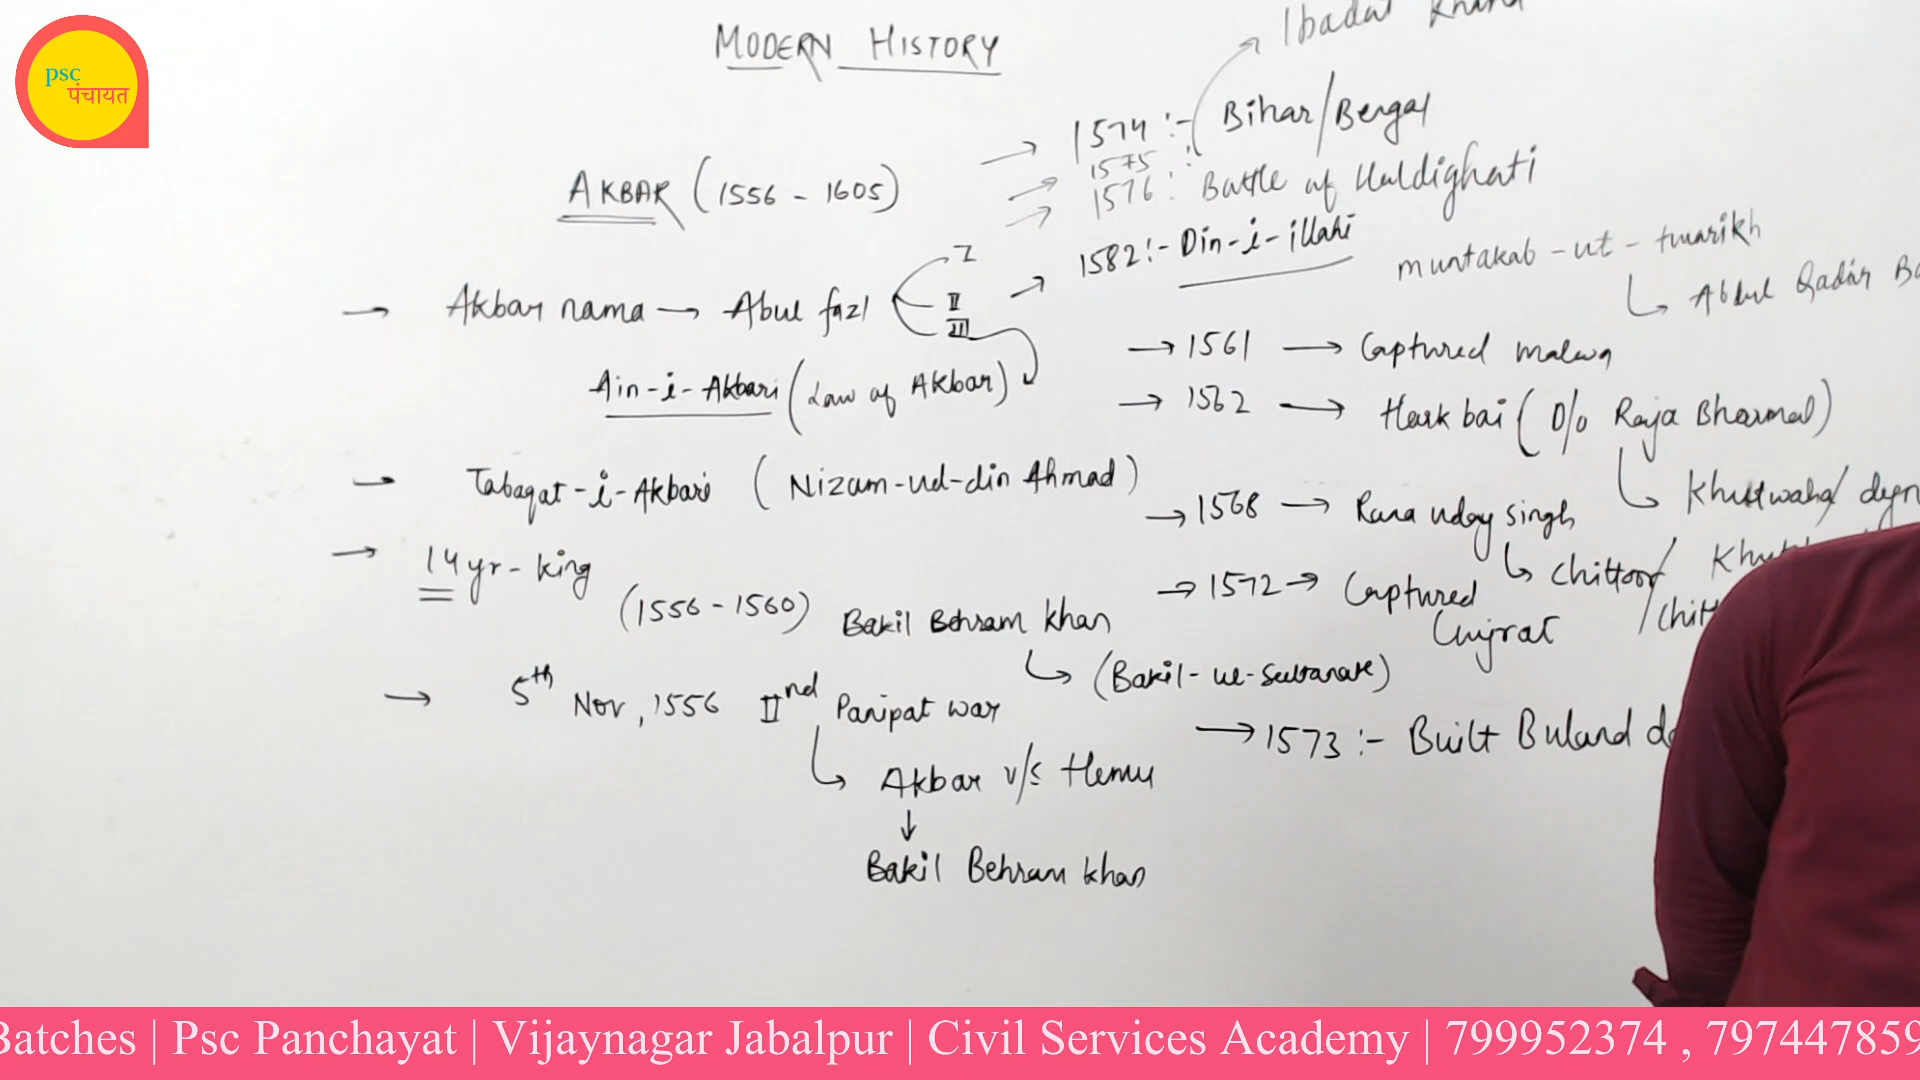 psc
पंचायत
MODERN HISTORY
Ibadat Khana
AKBAR (1556 - 1605)
→ 1574 :- Bihar/Bengal
1575 :
→ 1576 : Battle of Haldighati
→ 1582 :- Din-i-illahi
muntakab-ut-twarikh
Abdul Qadir Ba
→ Akbar nama → Abul fazl
I
II
III
Ain-i-Akbari (Law of Akbar)
→ 1561 → Captured malwa
→ 1562 → Hark bai (D/o Raja Bharmal)
→ Tabaqat-i-Akbari (Nizam-ud-din Ahmad)
→ 1568 → Rana uday singh
Chittor/
→ 14 yr - king
(1556 - 1560) Bakil Behram khan
(Bakil-ul-Sultanate)
→ 1572 → Captured
Gujrat
→ 5th Nov, 1556 IInd Panipat war
Akbar v/s Hemu
Bakil Behram khan
→ 1573 :- Built Buland
Batches | Psc Panchayat | Vijaynagar Jabalpur | Civil Services Academy | 799952374 , 797447859